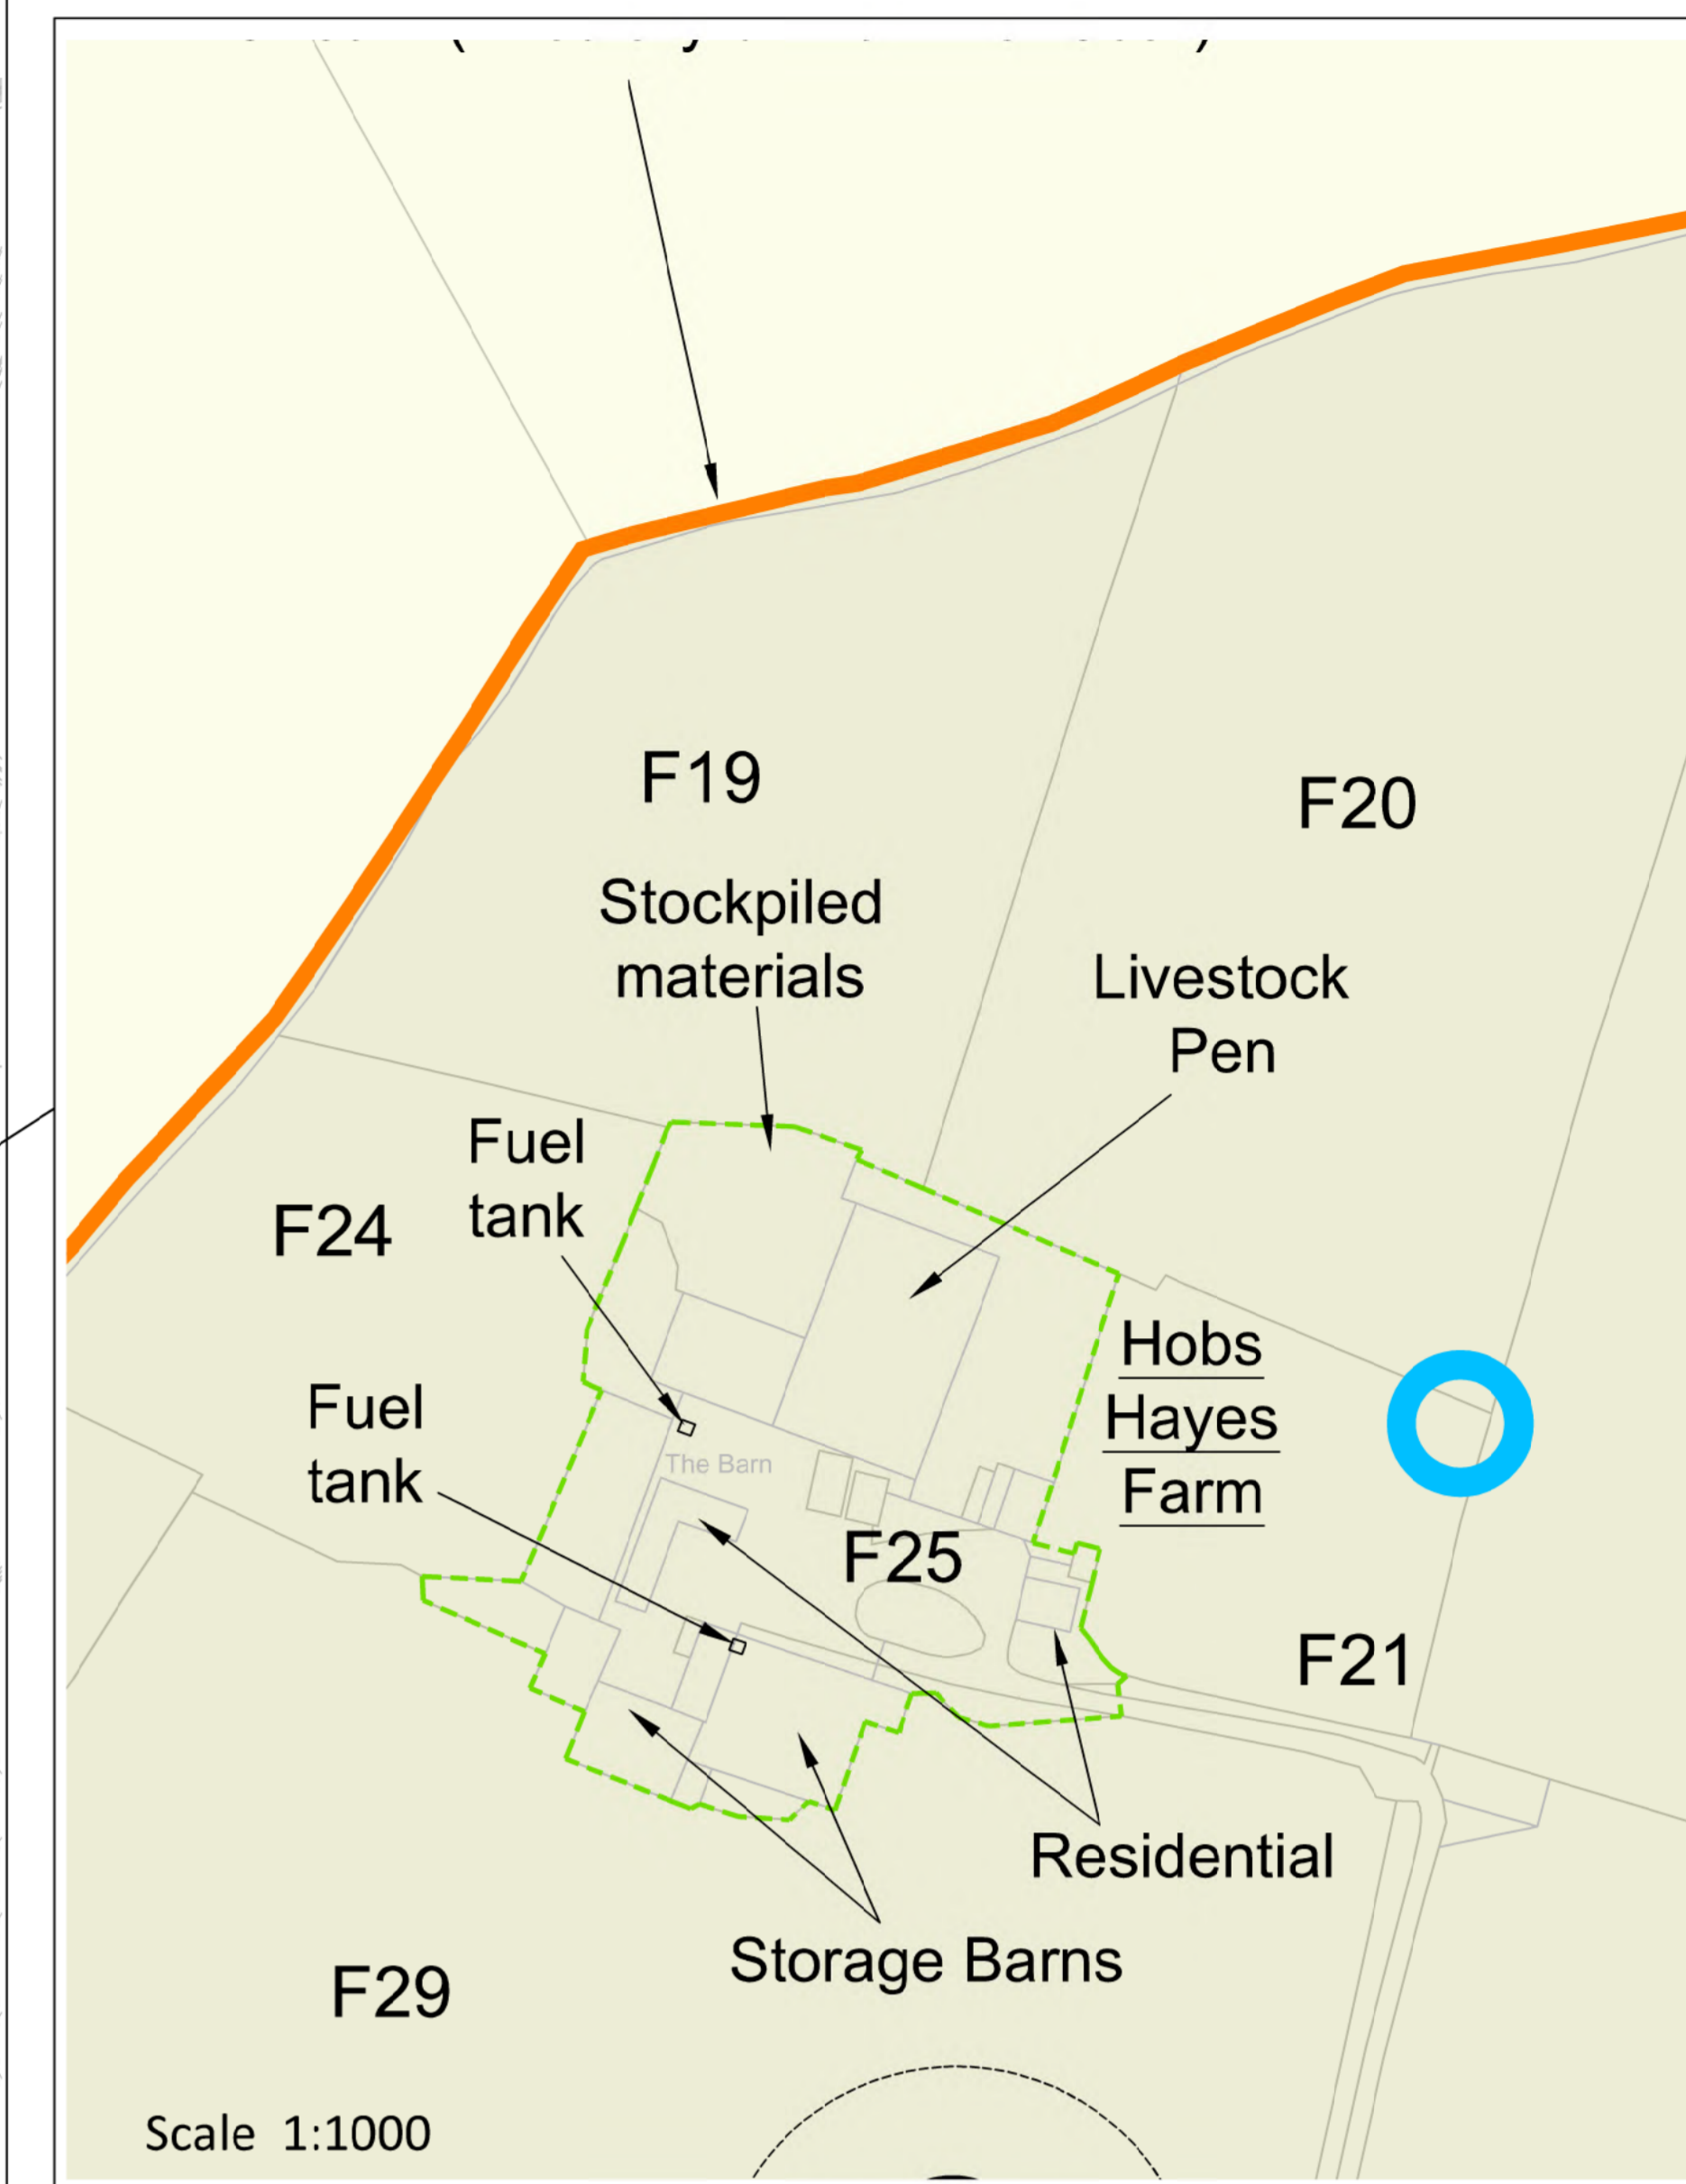 F19
F20
Stockpiled
materials
Livestock
Pen
Fuel
tank
F24
Hobs
Hayes
Farm
Fuel
tank
The Barn
F25
F21
Residential
Storage Barns
F29
Scale 1:1000